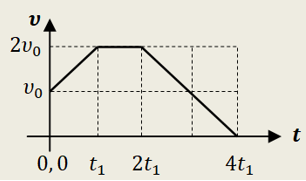 v
2v₀
v₀
t
0,0 t₁ 2t₁ 4t₁